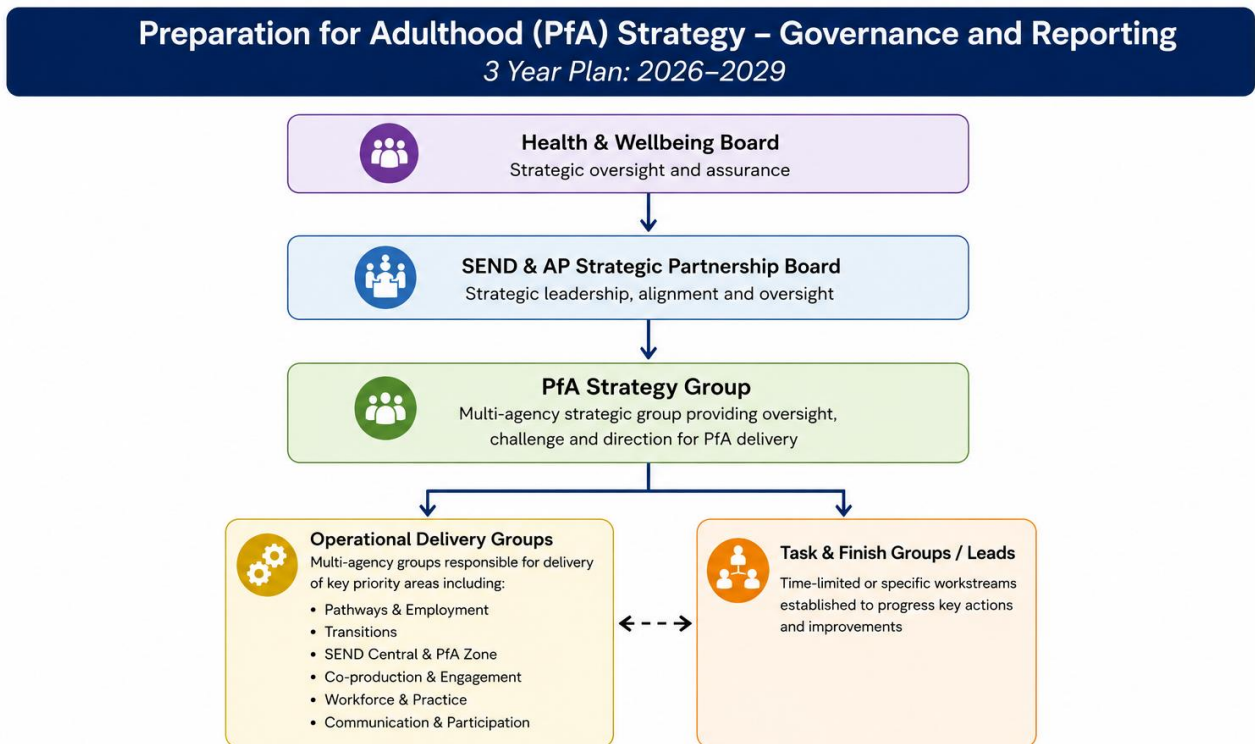 Preparation for Adulthood (PfA) Strategy – Governance and Reporting
3 Year Plan: 2026–2029
Health & Wellbeing Board
Strategic oversight and assurance
SEND & AP Strategic Partnership Board
Strategic leadership, alignment and oversight
PfA Strategy Group
Multi-agency strategic group providing oversight,
challenge and direction for PfA delivery
Operational Delivery Groups
Multi-agency groups responsible for delivery
of key priority areas including:
• Pathways & Employment
• Transitions
• SEND Central & PfA Zone
• Co-production & Engagement
• Workforce & Practice
• Communication & Participation
Task & Finish Groups / Leads
Time-limited or specific workstreams
established to progress key actions
and improvements